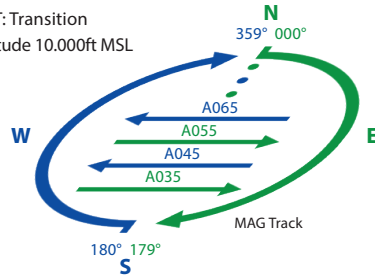 T: Transition
tude 10.000ft MSL
N
359° 000°
A065
W
A055
E
A045
A035
MAG Track
180° 179°
S